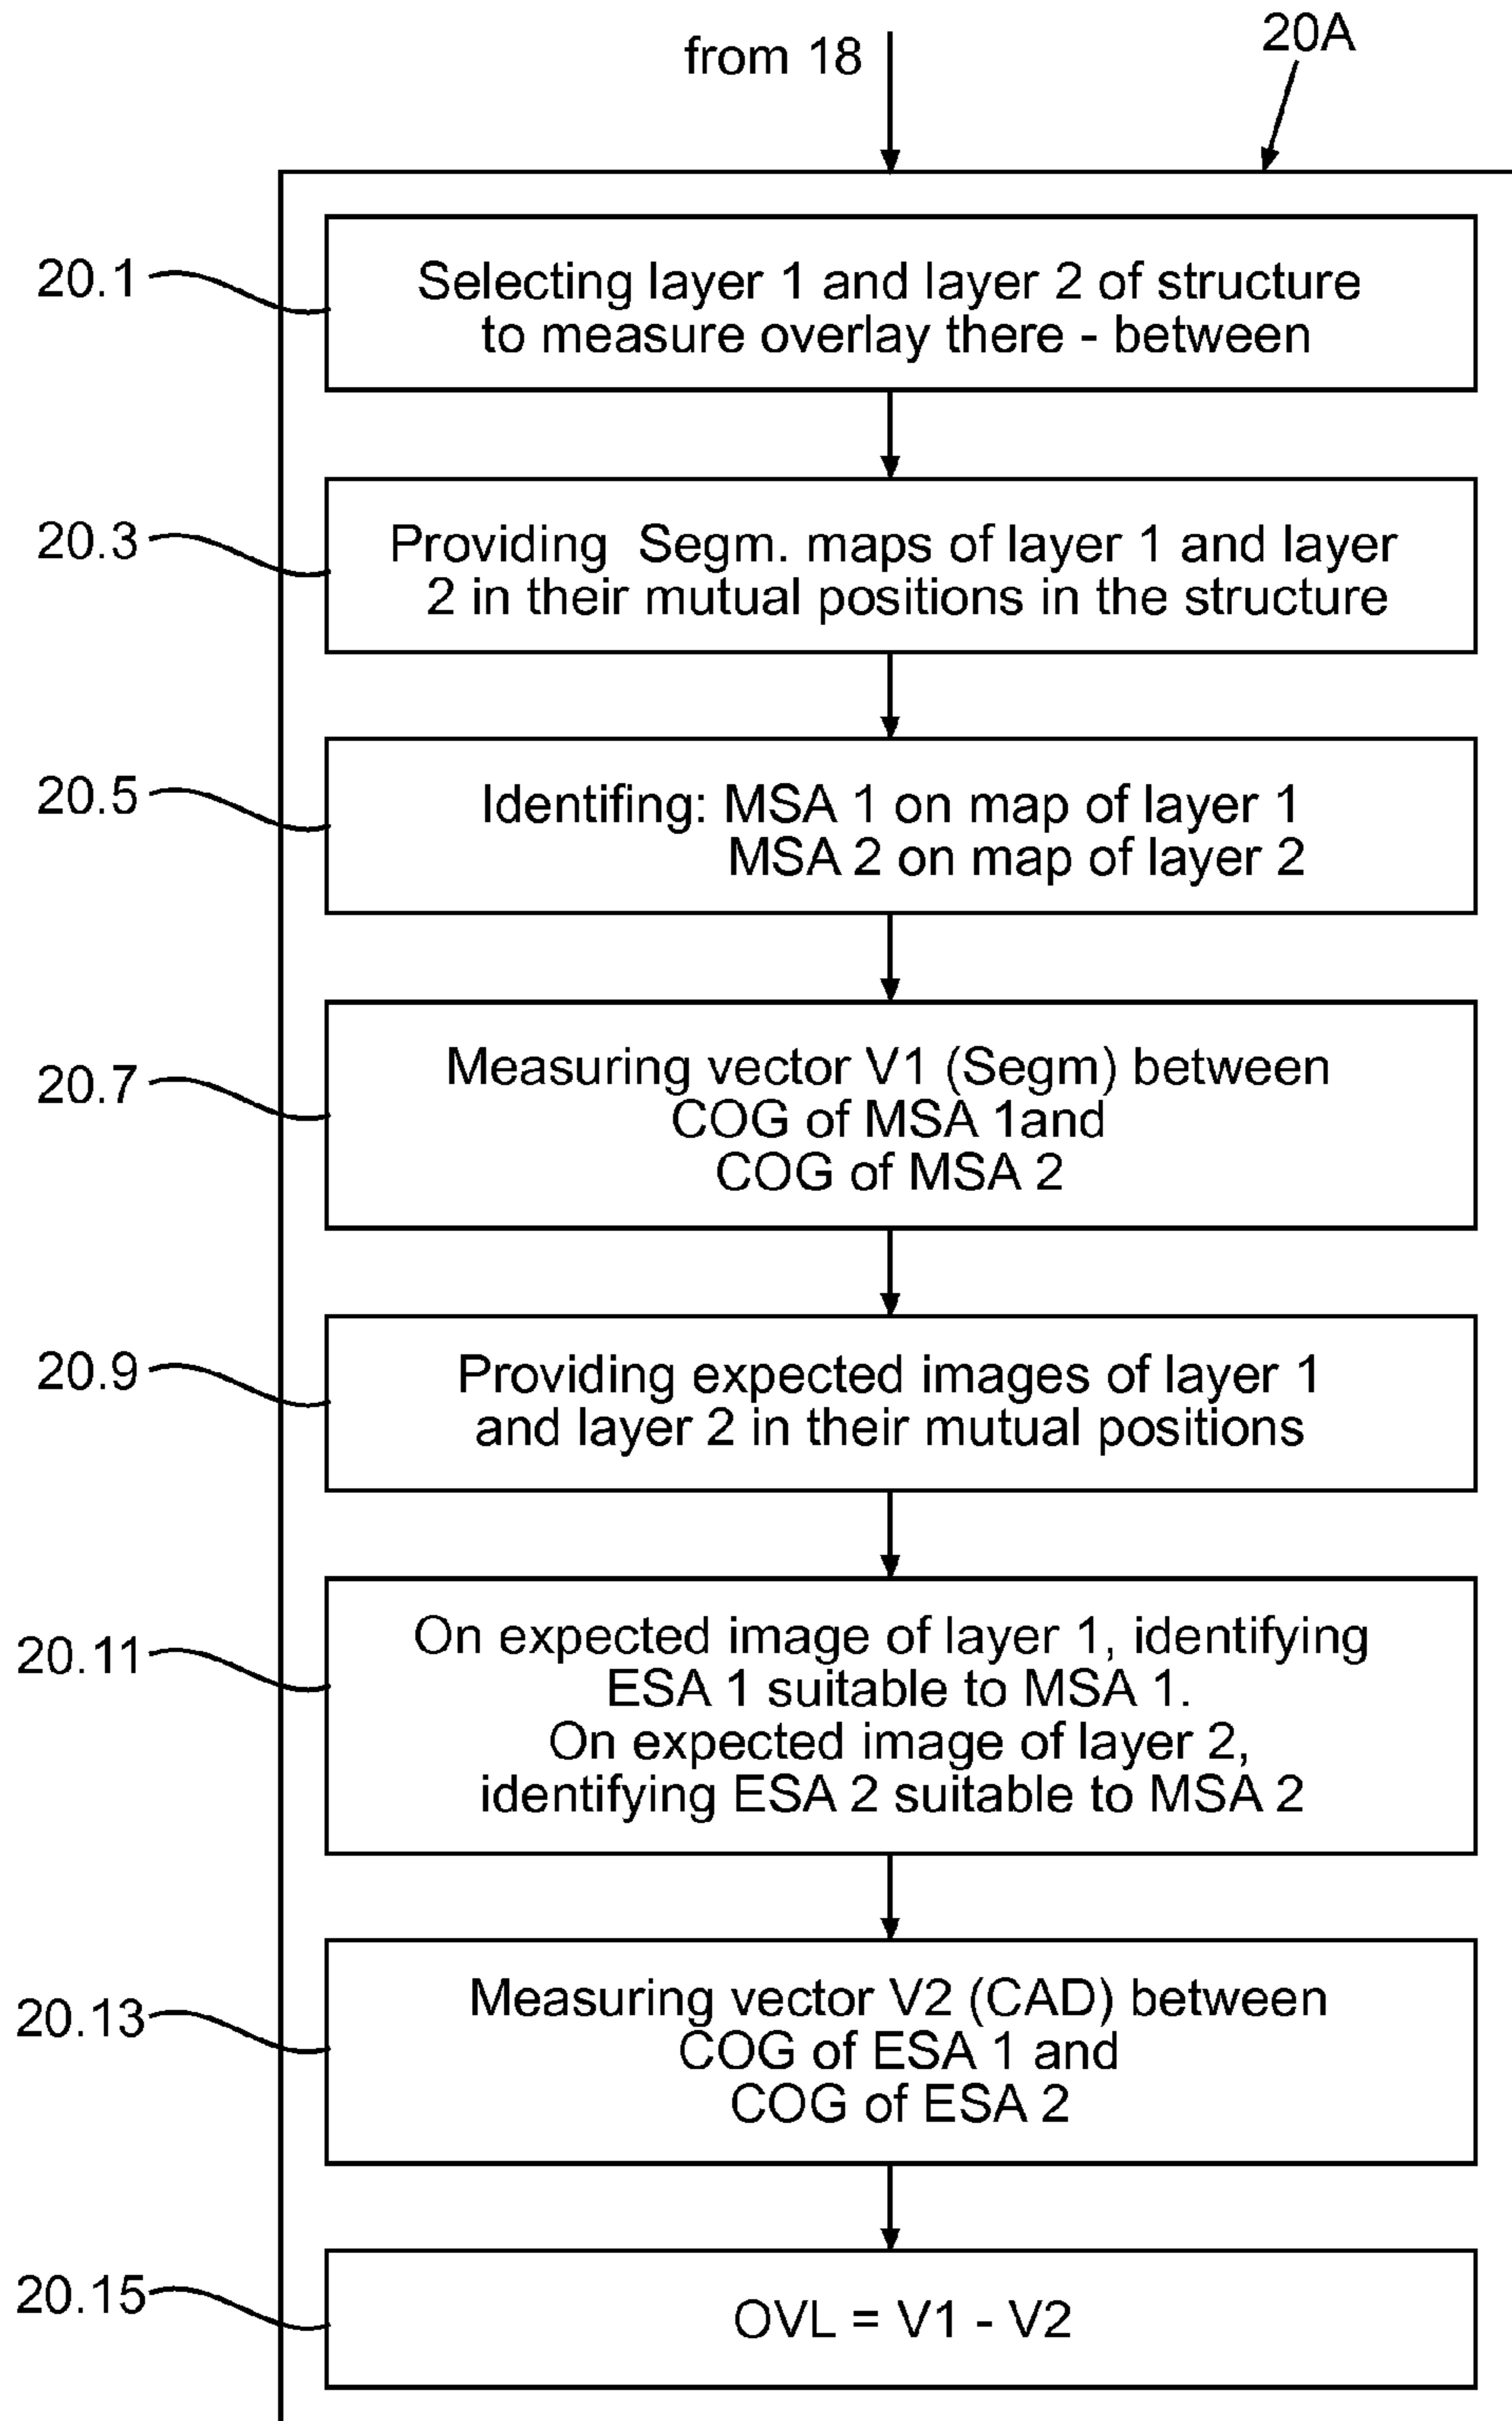 from 18
20A
20.1
Selecting layer 1 and layer 2 of structure
to measure overlay there - between
20.3
Providing Segm. maps of layer 1 and layer
2 in their mutual positions in the structure
20.5
Identifing: MSA 1 on map of layer 1
MSA 2 on map of layer 2
20.7
Measuring vector V1 (Segm) between
COG of MSA 1and
COG of MSA 2
20.9
Providing expected images of layer 1
and layer 2 in their mutual positions
20.11
On expected image of layer 1, identifying
ESA 1 suitable to MSA 1.
On expected image of layer 2,
identifying ESA 2 suitable to MSA 2
20.13
Measuring vector V2 (CAD) between
COG of ESA 1 and
COG of ESA 2
20.15
OVL = V1 - V2